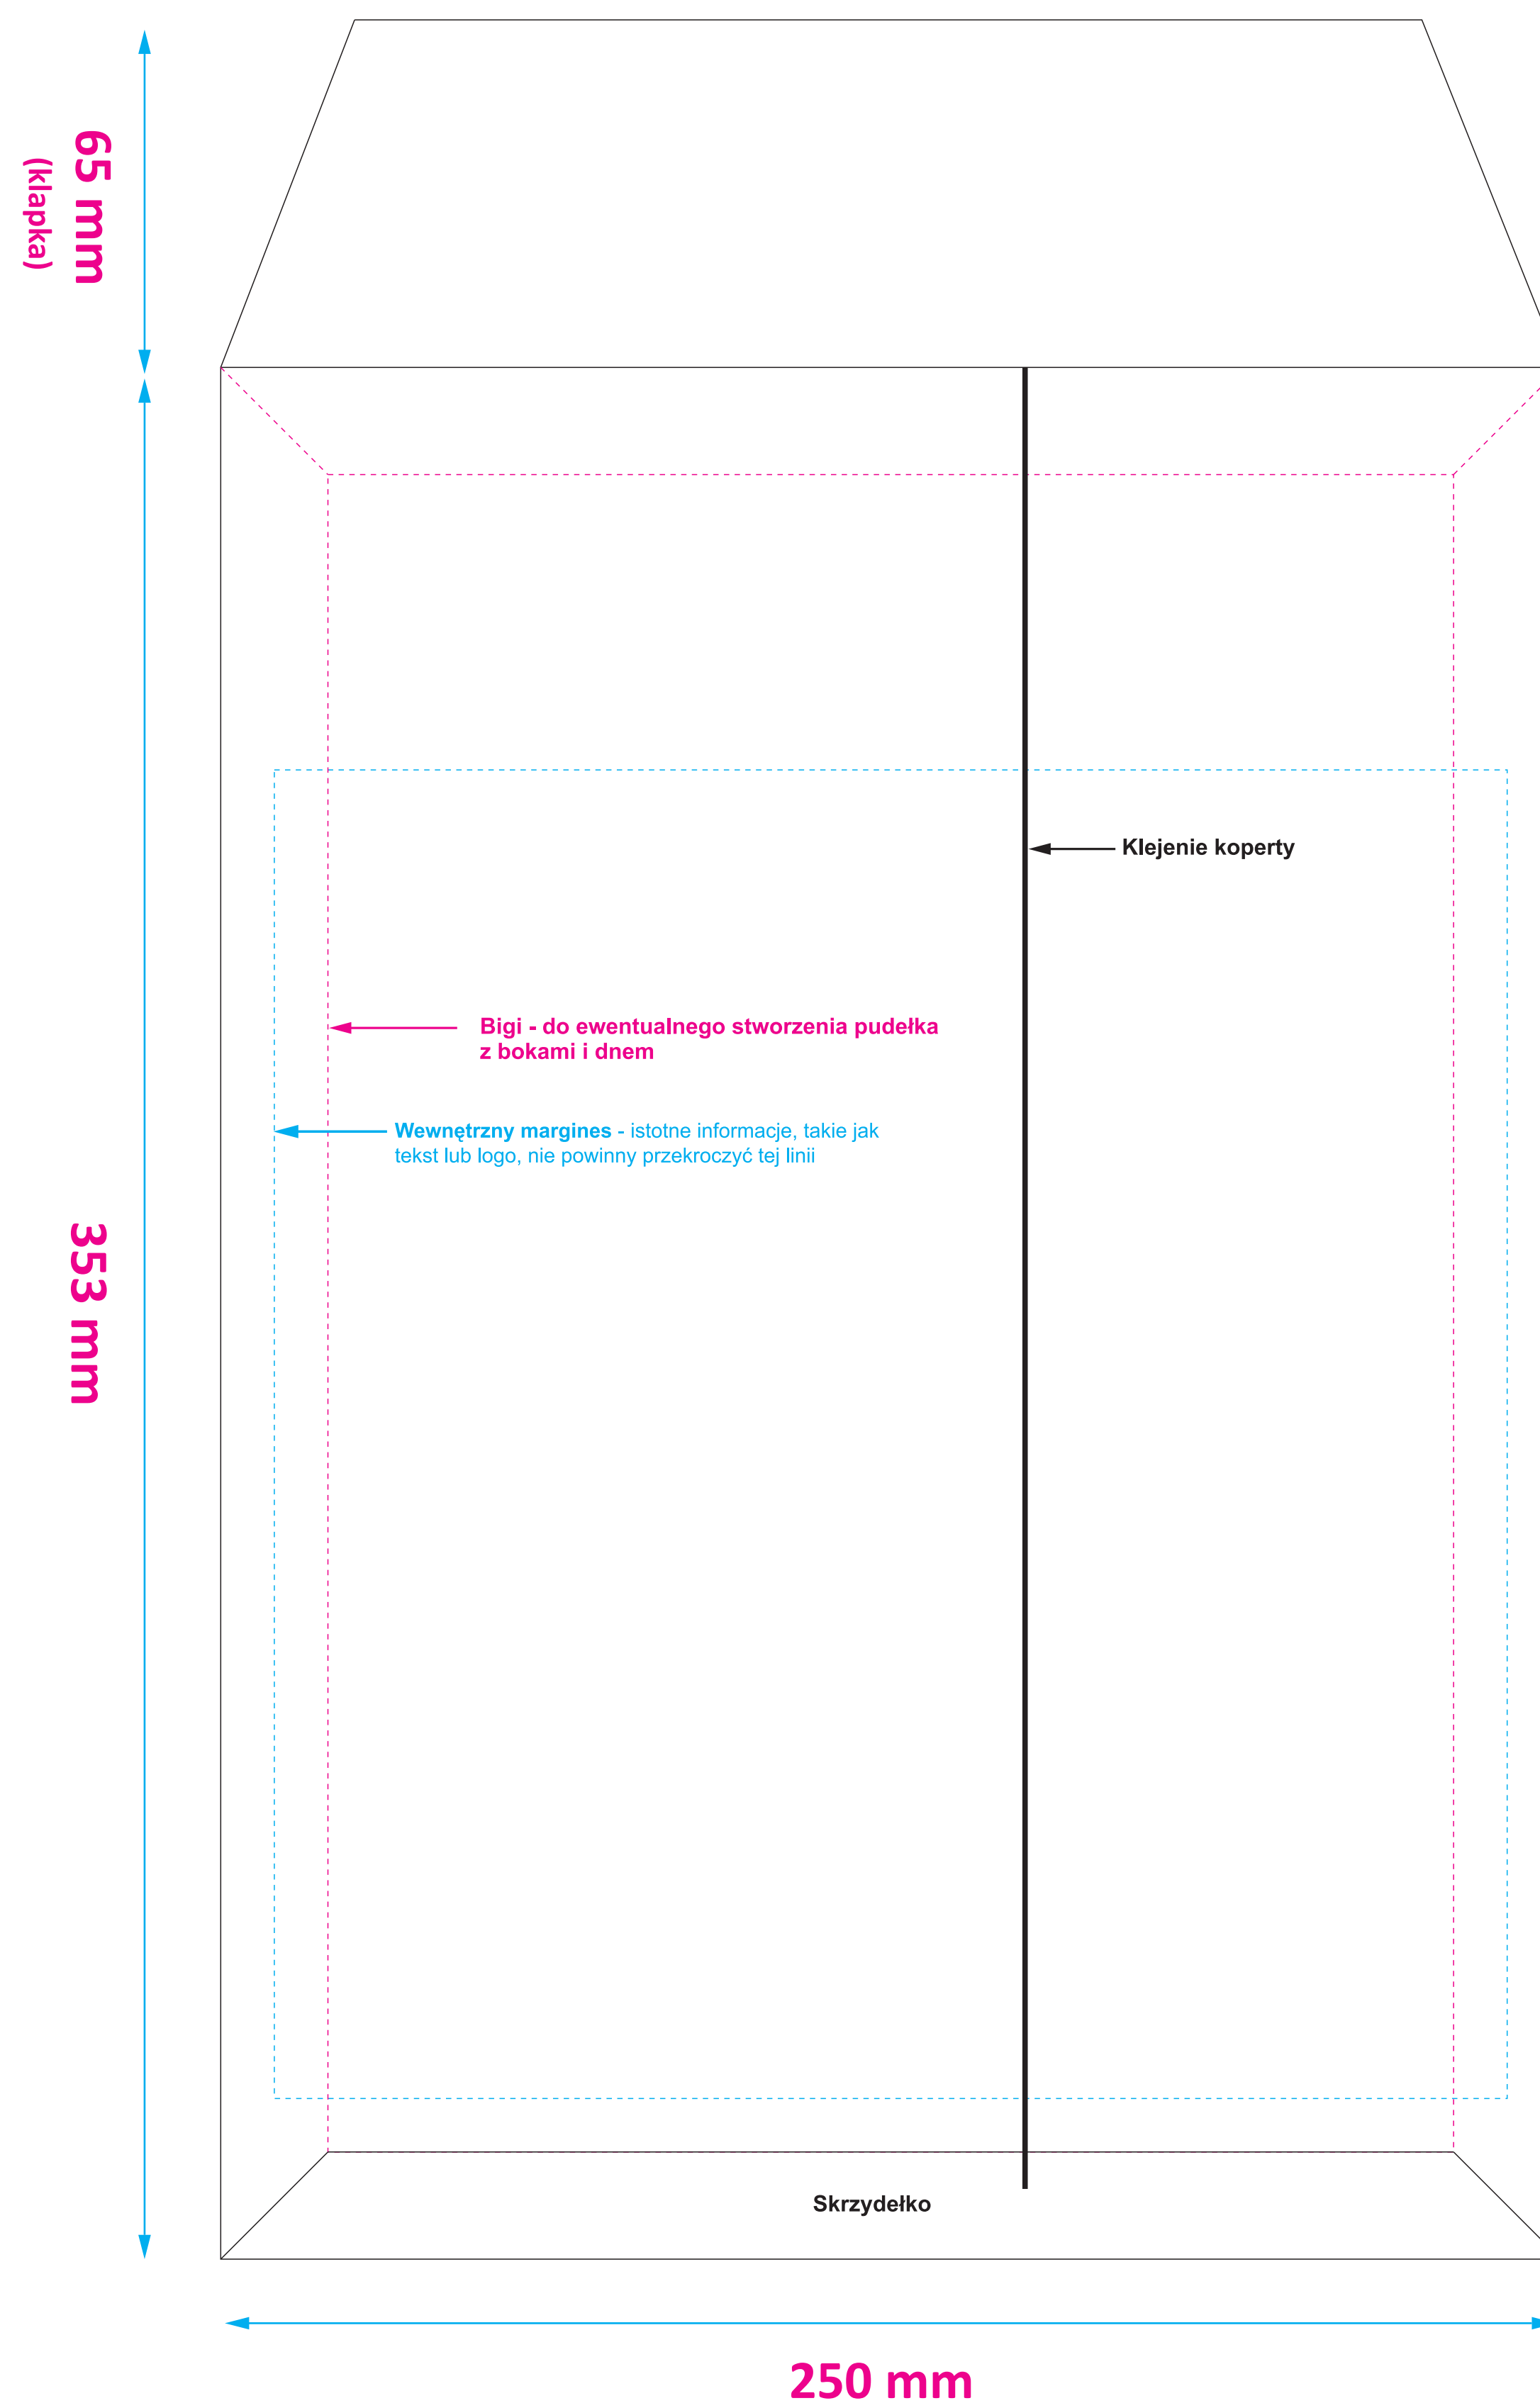 65 mm
(klapka)
Klejenie koperty
Bigi - do ewentualnego stworzenia pudełka
z bokami i dnem
Wewnętrzny margines - istotne informacje, takie jak
tekst lub logo, nie powinny przekroczyć tej linii
353 mm
Skrzydełko
250 mm